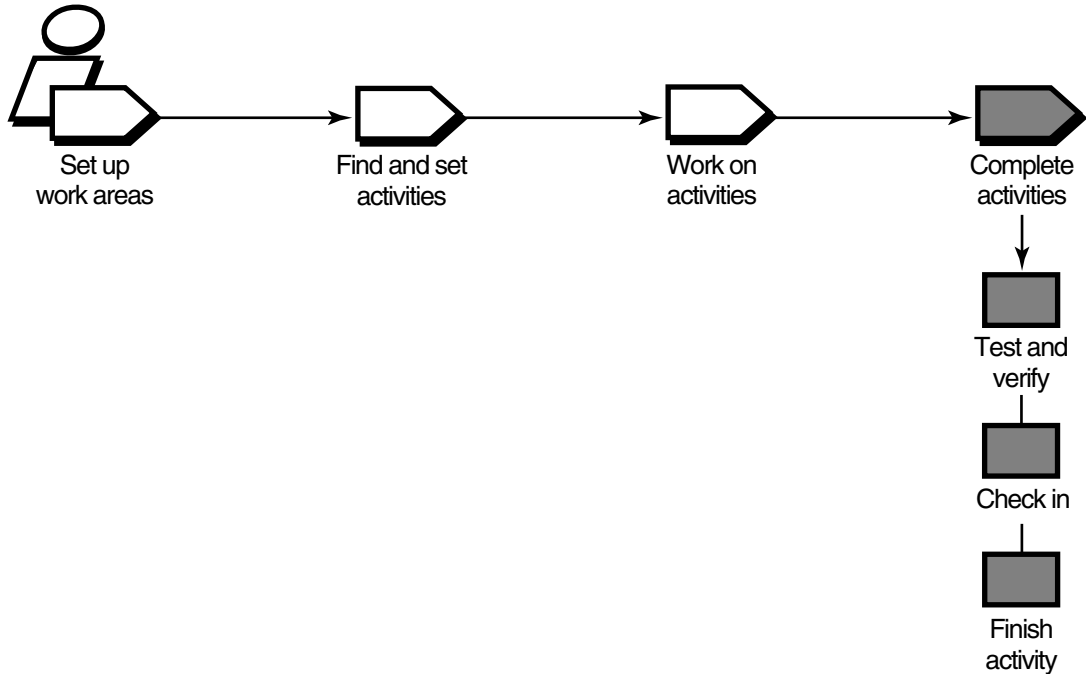 Set up
work areas
Find and set
activities
Work on
activities
Complete
activities
Test and
verify
Check in
Finish
activity